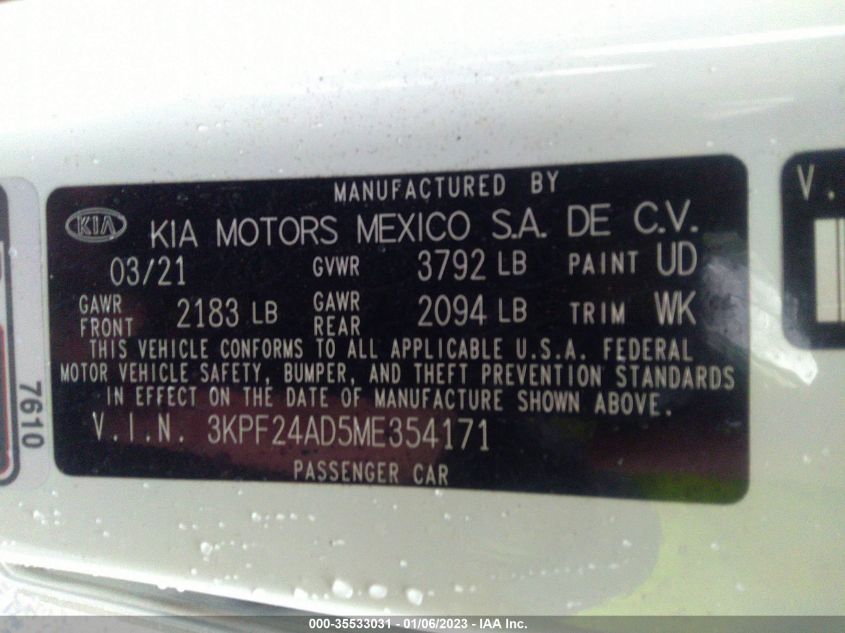 MANUFACTURED BY
KIA KIA MOTORS MEXICO S.A. DE C.V.
03/21 GVWR 3792 LB PAINT UD
GAWR FRONT 2183 LB GAWR REAR 2094 LB TRIM WK
THIS VEHICLE CONFORMS TO ALL APPLICABLE U.S.A. FEDERAL
MOTOR VEHICLE SAFETY, BUMPER, AND THEFT PREVENTION STANDARDS
IN EFFECT ON THE DATE OF MANUFACTURE SHOWN ABOVE.
V.I.N. 3KPF24AD5ME354171
PASSENGER CAR
7610
V.
000-35533031 - 01/06/2023 - IAA Inc.